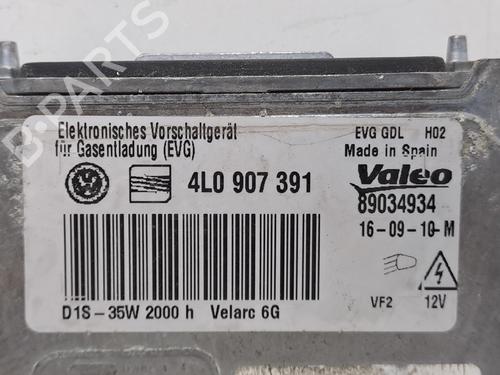 Elektronisches Vorschaltgerät
für Gasentladung (EVG)
EVG GDL H02
Made in Spain
4L0 907 391
Valeo
89034934
16-09-10-M
D1S-35W 2000 h Velarc 6G
VF2 12V
B-PARTS